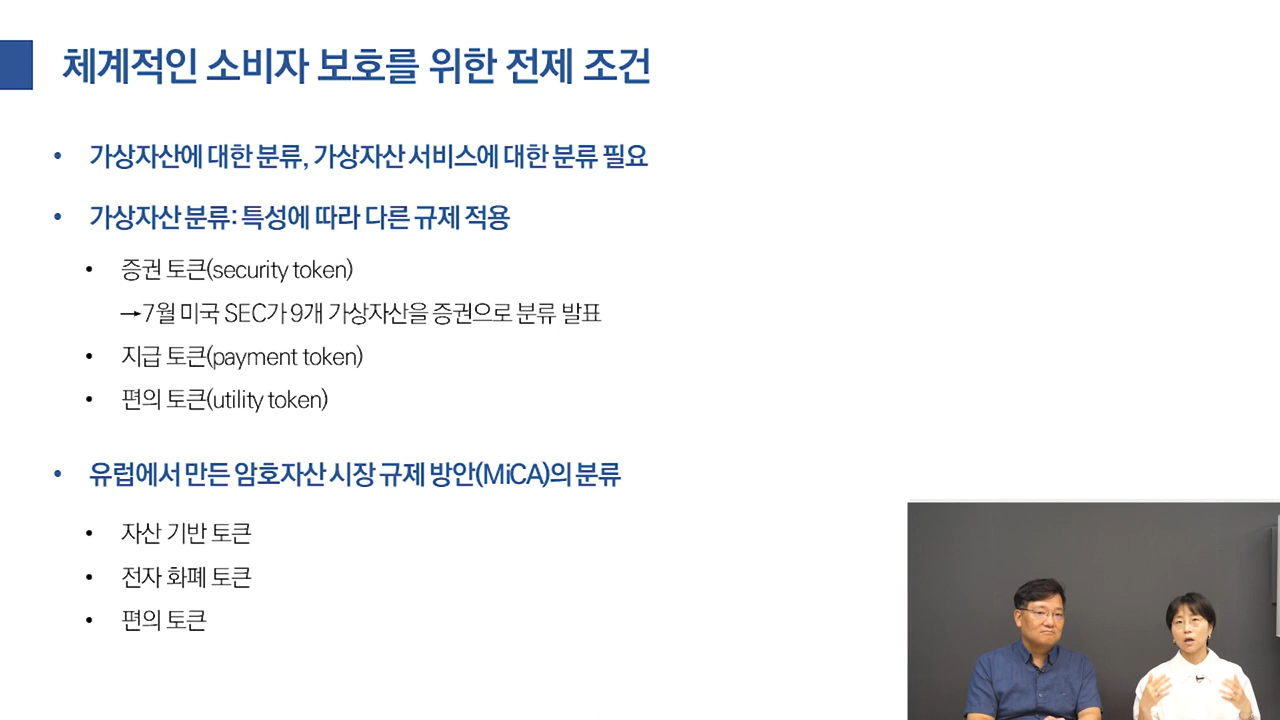 체계적인 소비자 보호를 위한 전제 조건
• 가상자산에 대한 분류, 가상자산 서비스에 대한 분류 필요
• 가상자산 분류: 특성에 따라 다른 규제 적용
• 증권 토큰(security token)
→7월 미국 SEC가 9개 가상자산을 증권으로 분류 발표
• 지급 토큰(payment token)
• 편의 토큰(utility token)
• 유럽에서 만든 암호자산 시장 규제 방안(MiCA)의 분류
• 자산 기반 토큰
• 전자 화폐 토큰
• 편의 토큰